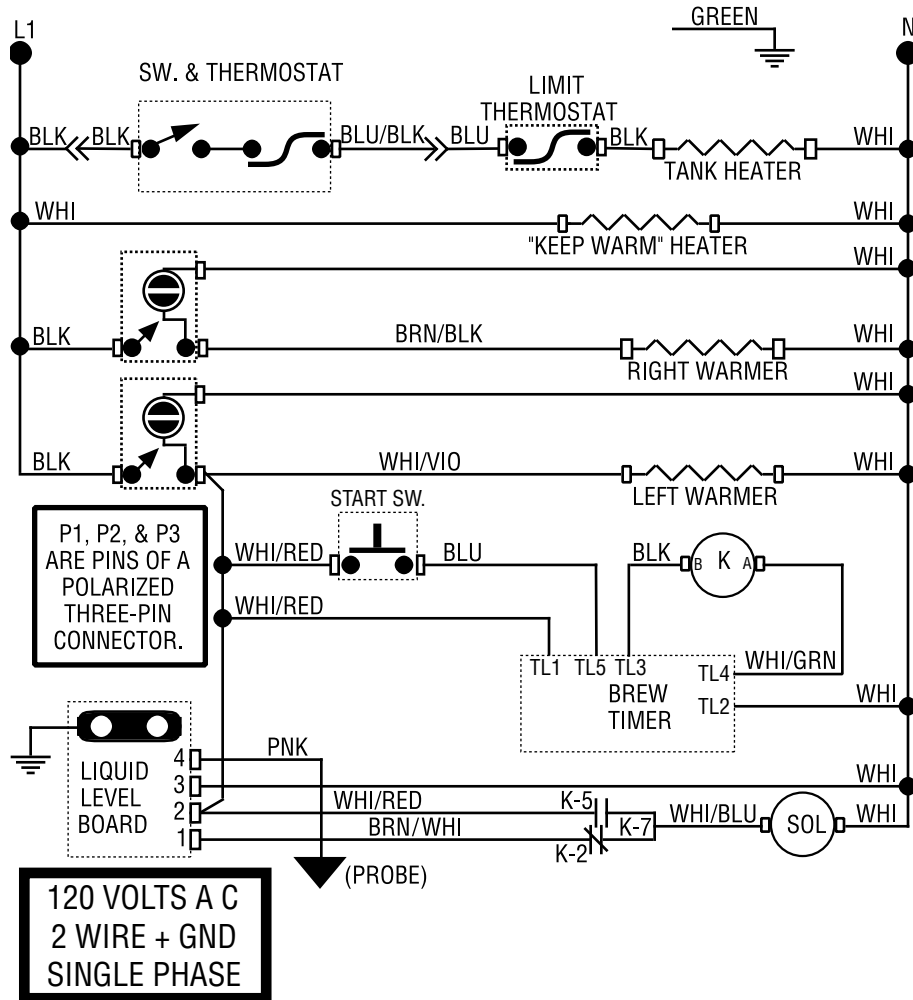 L1
GREEN
N
SW. & THERMOSTAT
LIMIT
THERMOSTAT
BLK
BLK
BLU/BLK
BLU
BLK
WHI
TANK HEATER
WHI
WHI
"KEEP WARM" HEATER
WHI
BLK
BRN/BLK
WHI
RIGHT WARMER
WHI
BLK
WHI/VIO
WHI
LEFT WARMER
P1, P2, & P3
ARE PINS OF A
POLARIZED
THREE-PIN
CONNECTOR.
START SW.
WHI/RED
BLU
BLK
B K A
WHI/RED
TL1 TL5 TL3
TL4
WHI/GRN
BREW
TIMER
TL2
WHI
LIQUID
LEVEL
BOARD
4
3
2
1
PNK
WHI
WHI/RED
K-5
BRN/WHI
K-7
K-2
WHI/BLU
SOL
WHI
(PROBE)
120 VOLTS A C
2 WIRE + GND
SINGLE PHASE